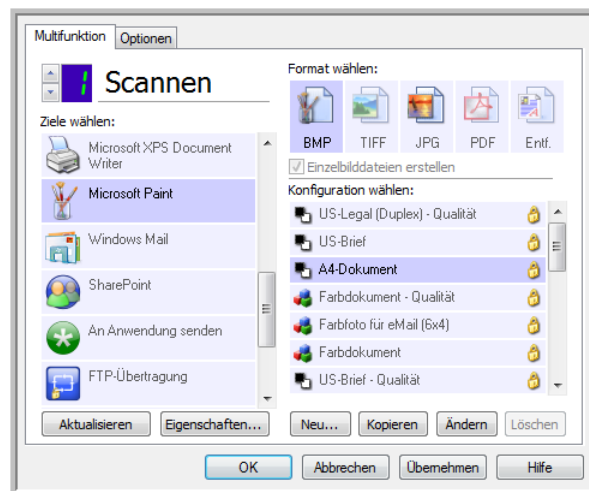 Multifunktion
Optionen
1
Scannen
Ziele wählen:
Microsoft XPS Document
Writer
Microsoft Paint
Windows Mail
SharePoint
An Anwendung senden
FTP-Übertragung
Aktualisieren
Eigenschaften...
Format wählen:
BMP
TIFF
JPG
PDF
Entf.
Einzelbilddateien erstellen
Konfiguration wählen:
US-Legal (Duplex) - Qualität
US-Brief
A4-Dokument
Farbdokument - Qualität
Farbfoto für eMail (6x4)
Farbdokument
US-Brief - Qualität
Neu...
Kopieren
Ändern
Löschen
OK
Abbrechen
Übernehmen
Hilfe